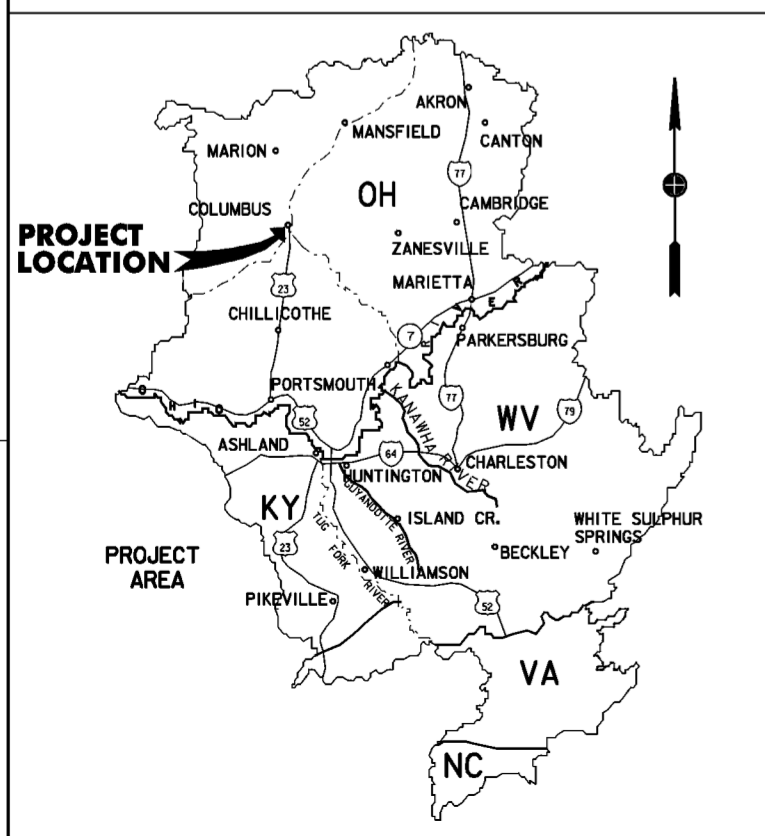 AKRON
MANSFIELD
CANTON
MARION
77
OH
COLUMBUS
CAMBRIDGE
PROJECT
LOCATION
ZANESVILLE
MARIETTA
23
E R
CHILLICOTHE
7
PARKERSBURG
PORTSMOUTH
O H I O
KANAWHA RIVER
77
WV
79
52
ASHLAND
64
CHARLESTON
HUNTINGTON
GUYANDOTTE RIVER
KY
ISLAND CR.
WHITE SULPHUR
SPRINGS
TUG FORK RIVER
23
PROJECT
AREA
BECKLEY
WILLIAMSON
PIKEVILLE
52
VA
NC